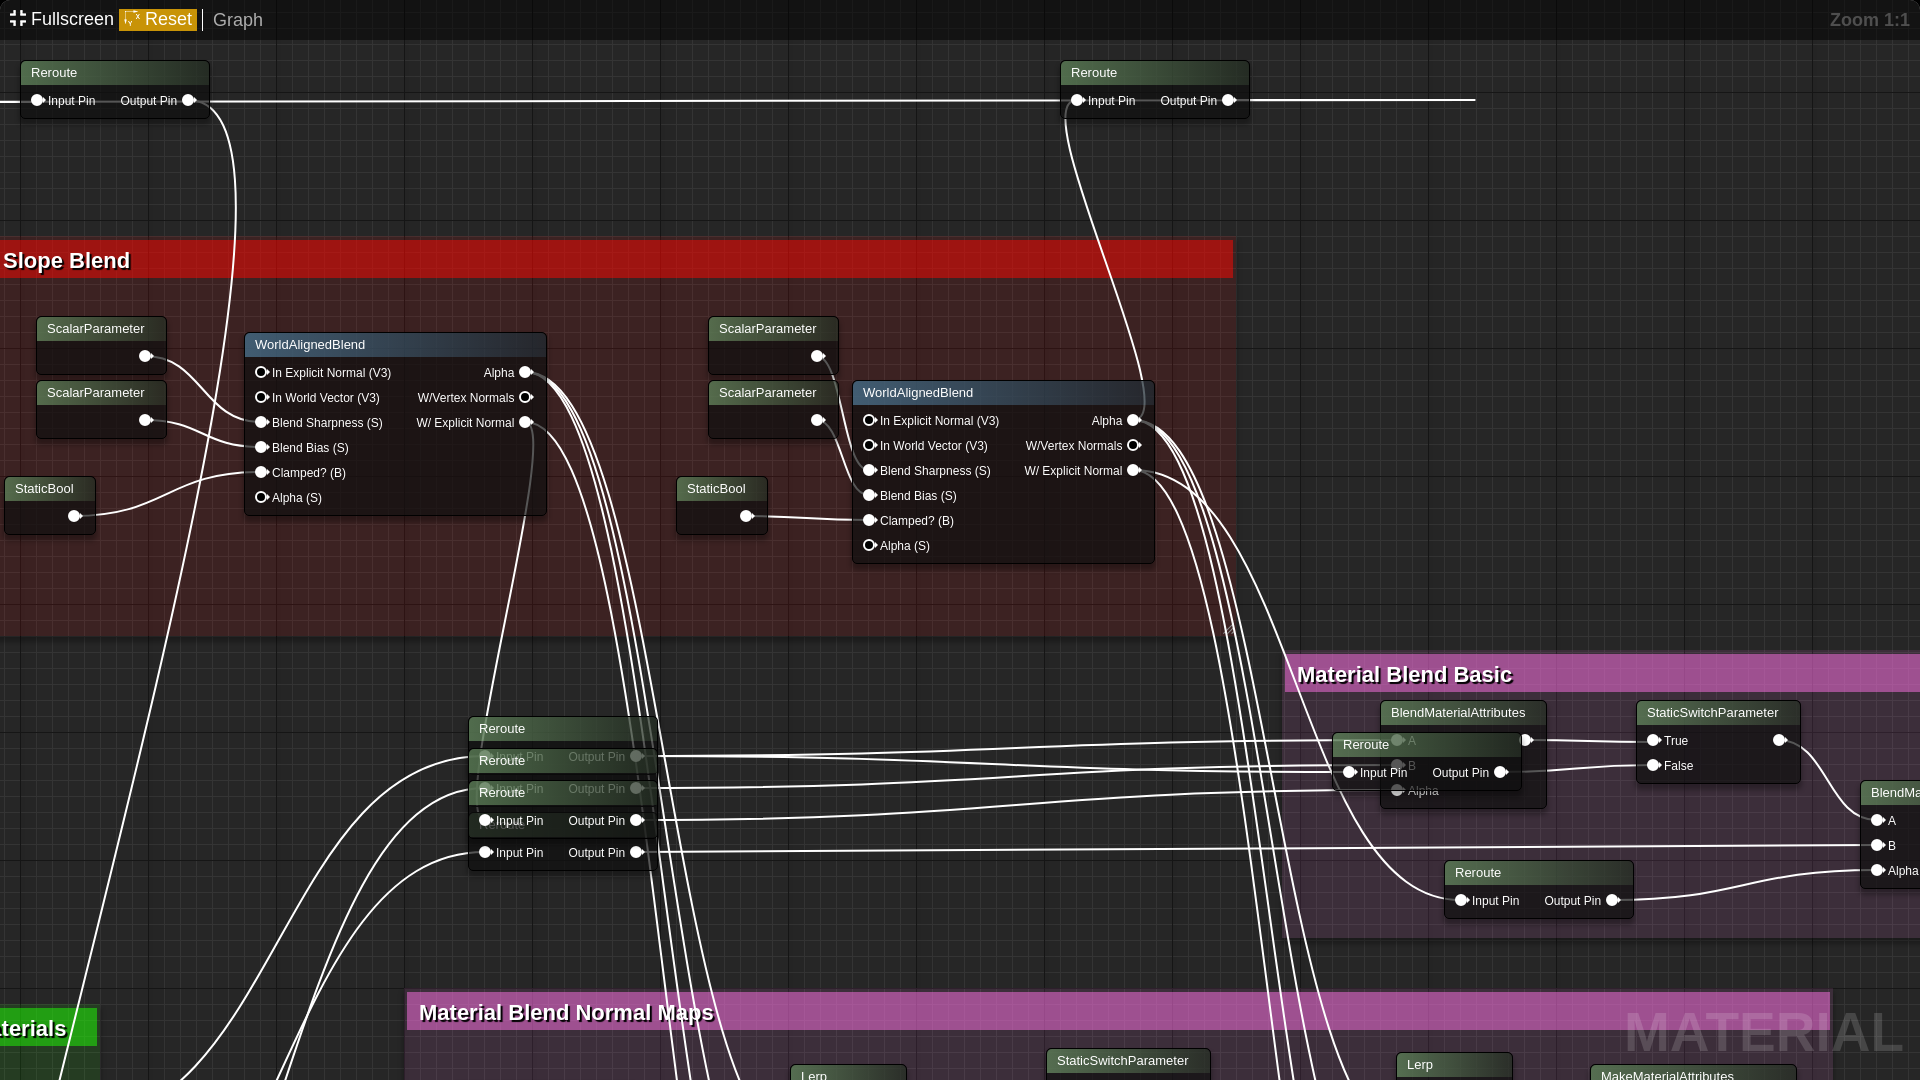 Fullscreen Reset Graph Zoom 1:1
Reroute
Input Pin Output Pin
Reroute
Input Pin Output Pin
Slope Blend
ScalarParameter
ScalarParameter
StaticBool
WorldAlignedBlend
In Explicit Normal (V3) Alpha
In World Vector (V3) W/Vertex Normals
Blend Sharpness (S) W/ Explicit Normal
Blend Bias (S)
Clamped? (B)
Alpha (S)
ScalarParameter
ScalarParameter
StaticBool
WorldAlignedBlend
In Explicit Normal (V3) Alpha
In World Vector (V3) W/Vertex Normals
Blend Sharpness (S) W/ Explicit Normal
Blend Bias (S)
Clamped? (B)
Alpha (S)
Reroute
Input Pin Output Pin
Reroute
Input Pin Output Pin
Reroute
Input Pin Output Pin
Reroute
Input Pin Output Pin
Material Blend Basic
BlendMaterialAttributes
A
B
Alpha
Reroute
Input Pin Output Pin
StaticSwitchParameter
True
False
BlendMa
A
B
Alpha
Reroute
Input Pin Output Pin
terials
Material Blend Normal Maps
Lerp
StaticSwitchParameter
Lerp
MakeMaterialAttributes
MATERIAL